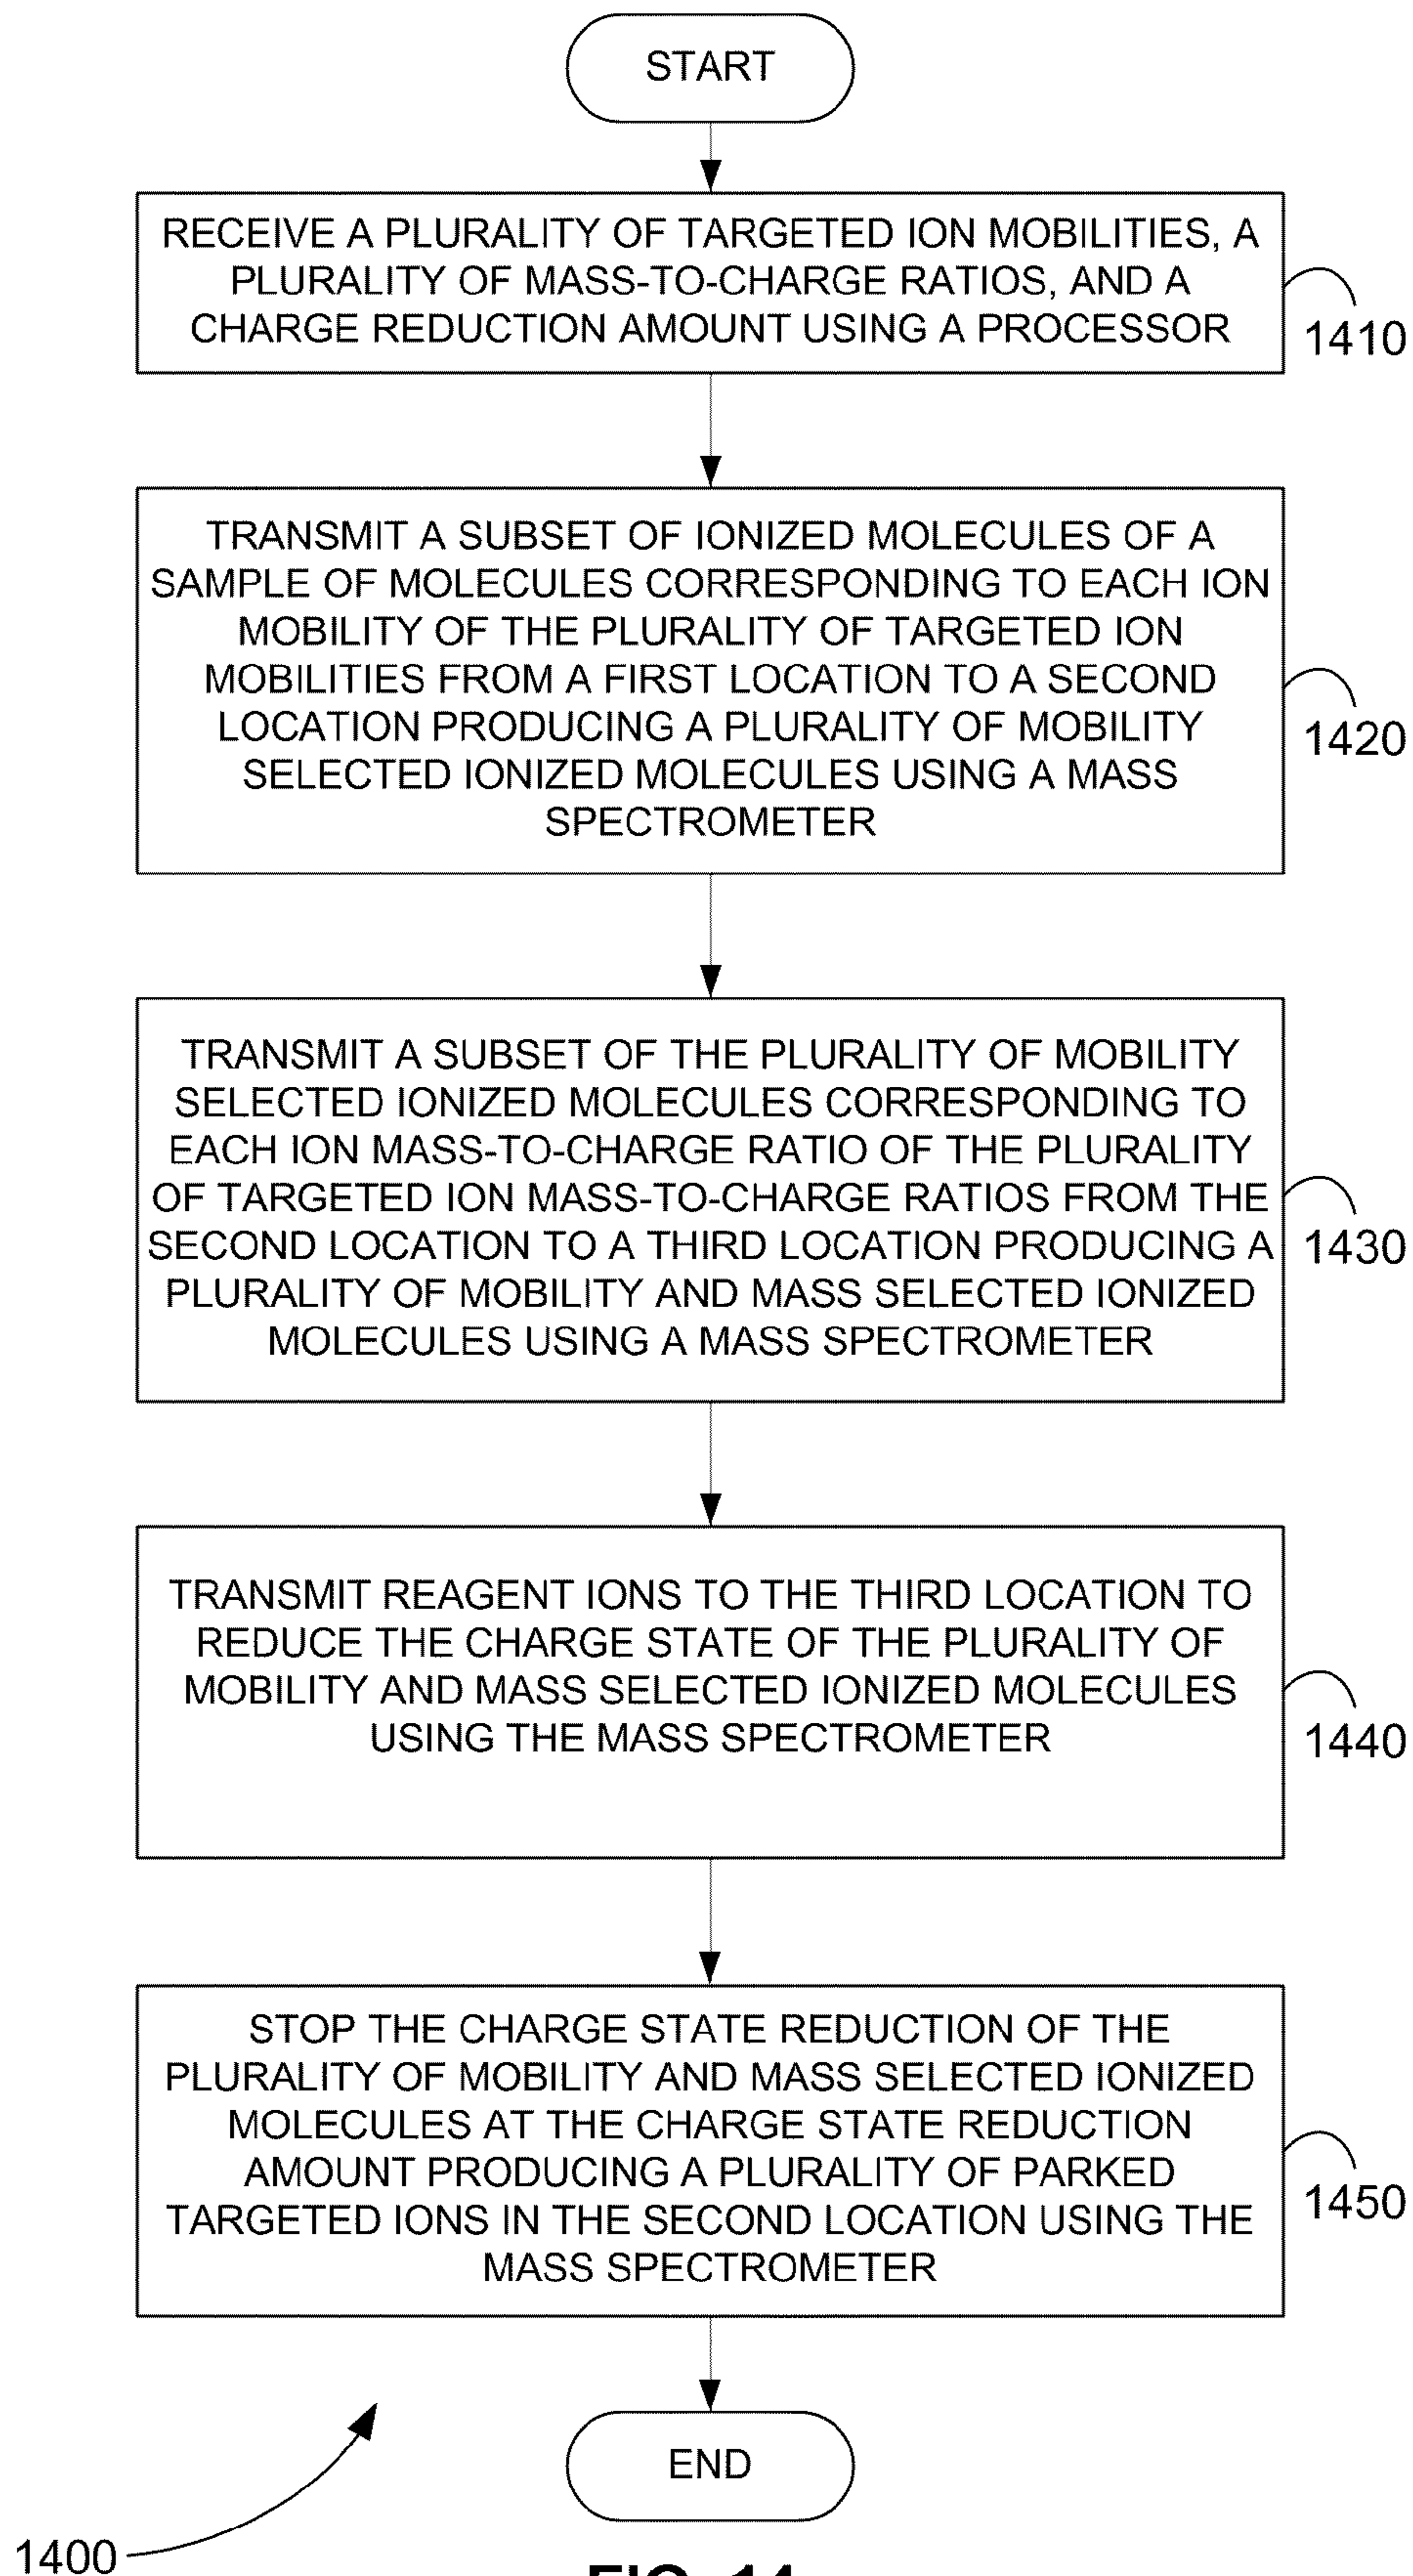 START
RECEIVE A PLURALITY OF TARGETED ION MOBILITIES, A
PLURALITY OF MASS-TO-CHARGE RATIOS, AND A
CHARGE REDUCTION AMOUNT USING A PROCESSOR
1410
TRANSMIT A SUBSET OF IONIZED MOLECULES OF A
SAMPLE OF MOLECULES CORRESPONDING TO EACH ION
MOBILITY OF THE PLURALITY OF TARGETED ION
MOBILITIES FROM A FIRST LOCATION TO A SECOND
LOCATION PRODUCING A PLURALITY OF MOBILITY
SELECTED IONIZED MOLECULES USING A MASS
SPECTROMETER
1420
TRANSMIT A SUBSET OF THE PLURALITY OF MOBILITY
SELECTED IONIZED MOLECULES CORRESPONDING TO
EACH ION MASS-TO-CHARGE RATIO OF THE PLURALITY
OF TARGETED ION MASS-TO-CHARGE RATIOS FROM THE
SECOND LOCATION TO A THIRD LOCATION PRODUCING A
PLURALITY OF MOBILITY AND MASS SELECTED IONIZED
MOLECULES USING A MASS SPECTROMETER
1430
TRANSMIT REAGENT IONS TO THE THIRD LOCATION TO
REDUCE THE CHARGE STATE OF THE PLURALITY OF
MOBILITY AND MASS SELECTED IONIZED MOLECULES
USING THE MASS SPECTROMETER
1440
STOP THE CHARGE STATE REDUCTION OF THE
PLURALITY OF MOBILITY AND MASS SELECTED IONIZED
MOLECULES AT THE CHARGE STATE REDUCTION
AMOUNT PRODUCING A PLURALITY OF PARKED
TARGETED IONS IN THE SECOND LOCATION USING THE
MASS SPECTROMETER
1450
END
1400
FIG. 14